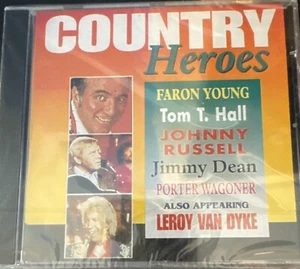 COUNTRY
Heroes
FARON YOUNG
Tom T. Hall
JOHNNY
RUSSELL
Jimmy Dean
PORTER WAGONER
ALSO APPEARING
LEROY VAN DYKE